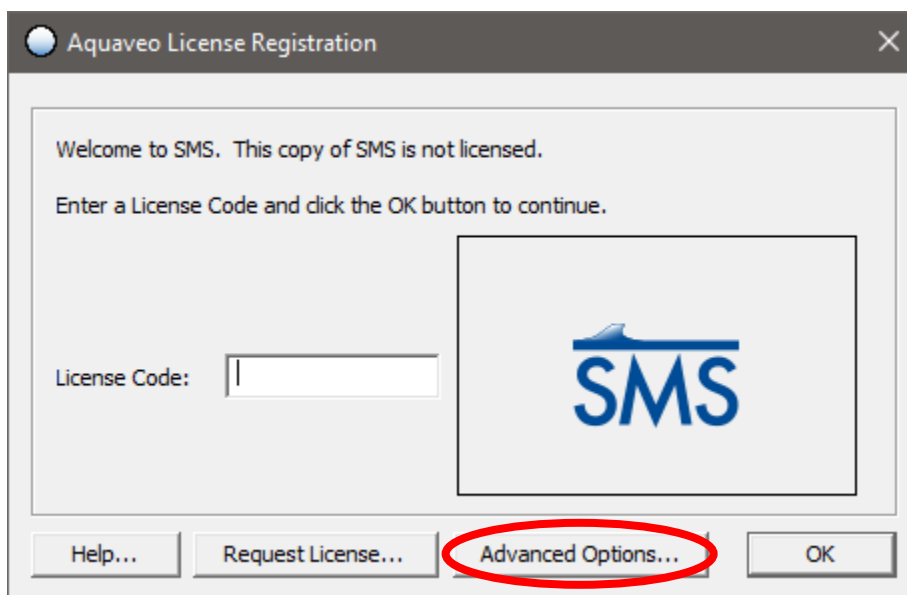 Aquaveo License Registration
Welcome to SMS. This copy of SMS is not licensed.
Enter a License Code and click the OK button to continue.
License Code:
SMS
Help...
Request License...
Advanced Options...
OK